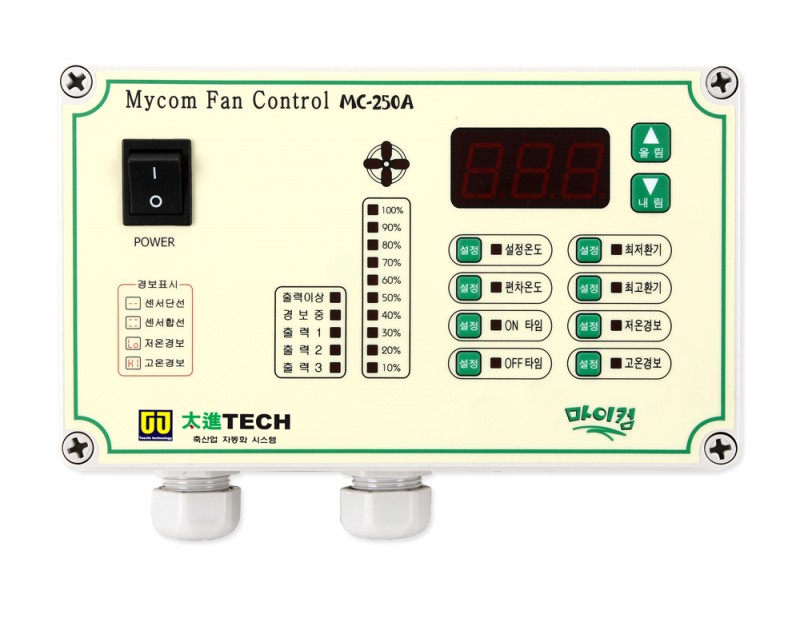 Mycom Fan Control MC-250A
올 림
내 림
POWER
경보표시
센서단선
센서합선
Lo 저온경보
HI 고온경보
출력이상
경 보 중
출 력 1
출 력 2
출 력 3
100%
90%
80%
70%
60%
50%
40%
30%
20%
10%
설정 설정온도
설정 최저환기
설정 편차온도
설정 최고환기
설정 ON 타임
설정 저온경보
설정 OFF타임
설정 고온경보
Taejin technology
太進TECH
축산업 자동화 시스템
마이컴